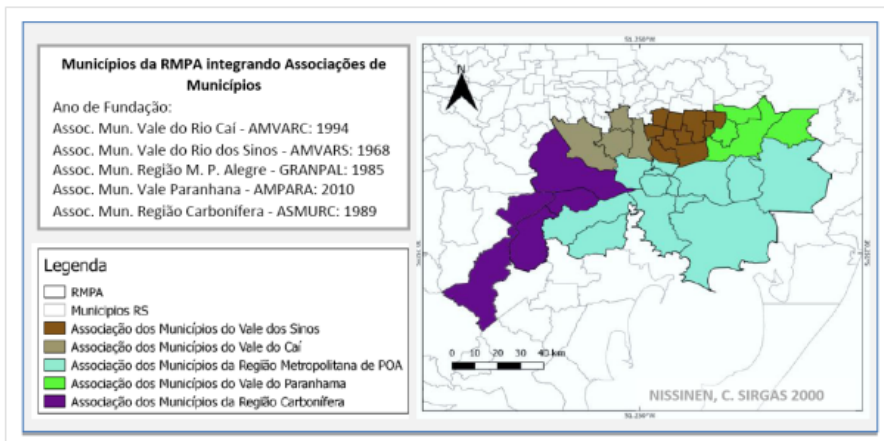 Municípios da RMPA integrando Associações de
Municípios
Ano de Fundação:
Assoc. Mun. Vale do Rio Caí - AMVARC: 1994
Assoc. Mun. Vale do Rio dos Sinos - AMVARS: 1968
Assoc. Mun. Região M. P. Alegre - GRANPAL: 1985
Assoc. Mun. Vale Paranhana - AMPARA: 2010
Assoc. Mun. Região Carbonífera - ASMURC: 1989
Legenda
RMPA
Municipios RS
Associação dos Municípios do Vale dos Sinos
Associação dos Municípios do Vale do Caí
Associação dos Municípios da Região Metropolitana de POA
Associação dos Municípios do Vale do Paranhama
Associação dos Municípios da Região Carbonífera
51.250°W
N
0 10 20 30 40 km
NISSINEN, C. SIRGAS 2000
51.250°W